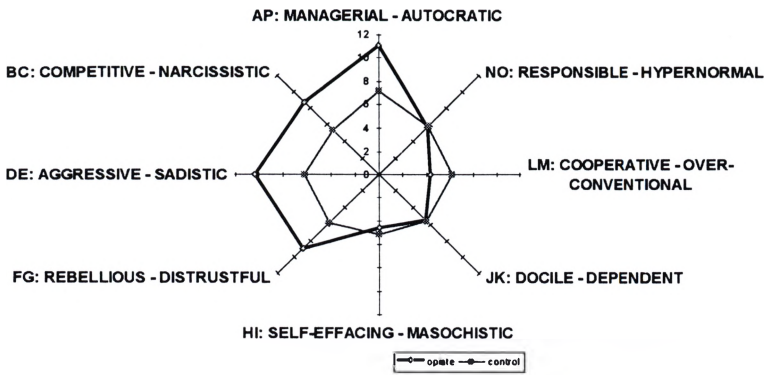 AP: MANAGERIAL - AUTOCRATIC
12
10
BC: COMPETITIVE - NARCISSISTIC
NO: RESPONSIBLE - HYPERNORMAL
8
6
4
2
DE: AGGRESSIVE - SADISTIC
0
LM: COOPERATIVE - OVER-
CONVENTIONAL
FG: REBELLIOUS - DISTRUSTFUL
JK: DOCILE - DEPENDENT
HI: SELF-EFFACING - MASOCHISTIC
opiate control